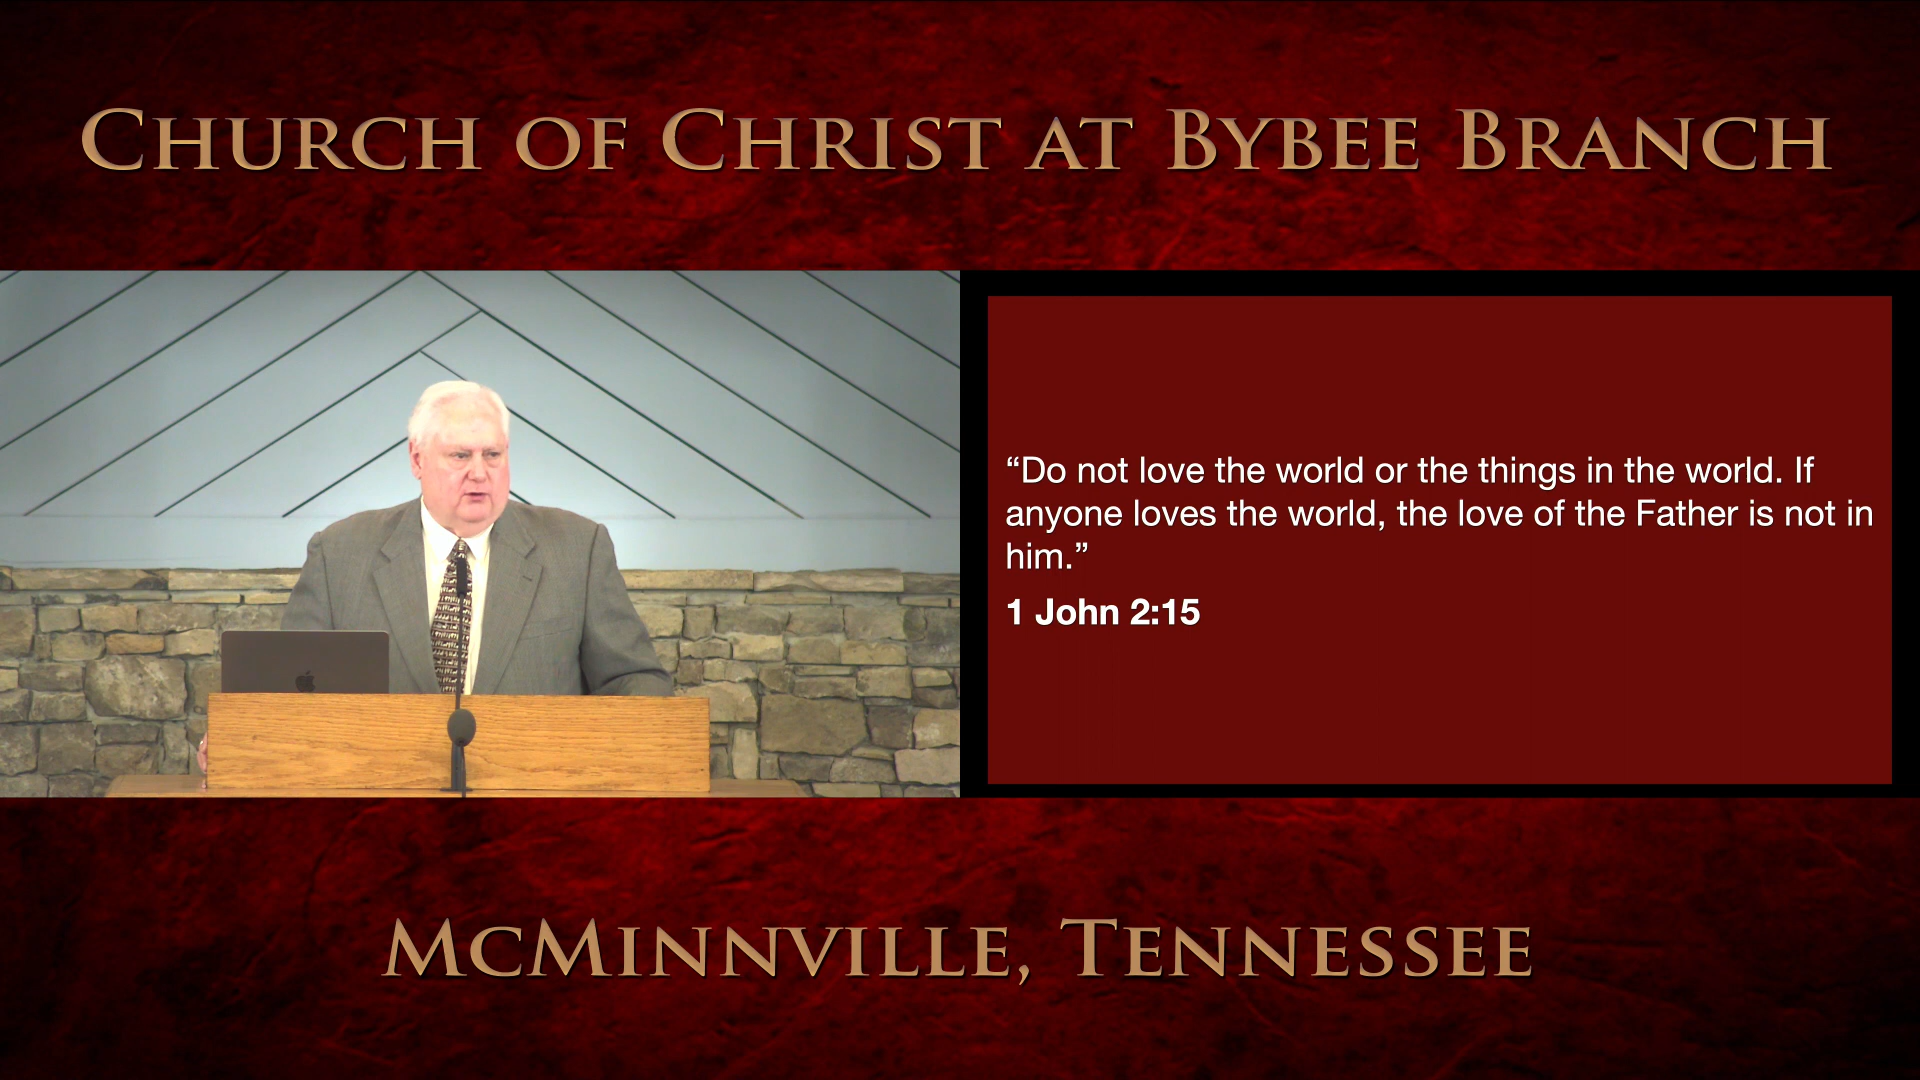 Church of Christ at Bybee Branch
“Do not love the world or the things in the world. If
anyone loves the world, the love of the Father is not in
him.”
1 John 2:15
McMinnville, Tennessee